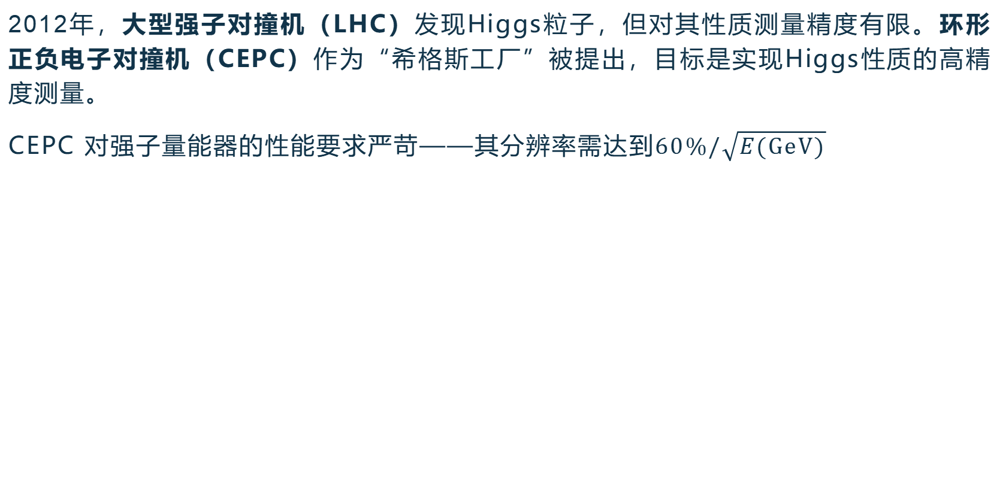 2012年，大型强子对撞机（LHC）发现Higgs粒子，但对其性质测量精度有限。环形
正负电子对撞机（CEPC）作为“希格斯工厂”被提出，目标是实现Higgs性质的高精
度测量。
CEPC 对强子量能器的性能要求严苛——其分辨率需达到60%/√E(GeV)